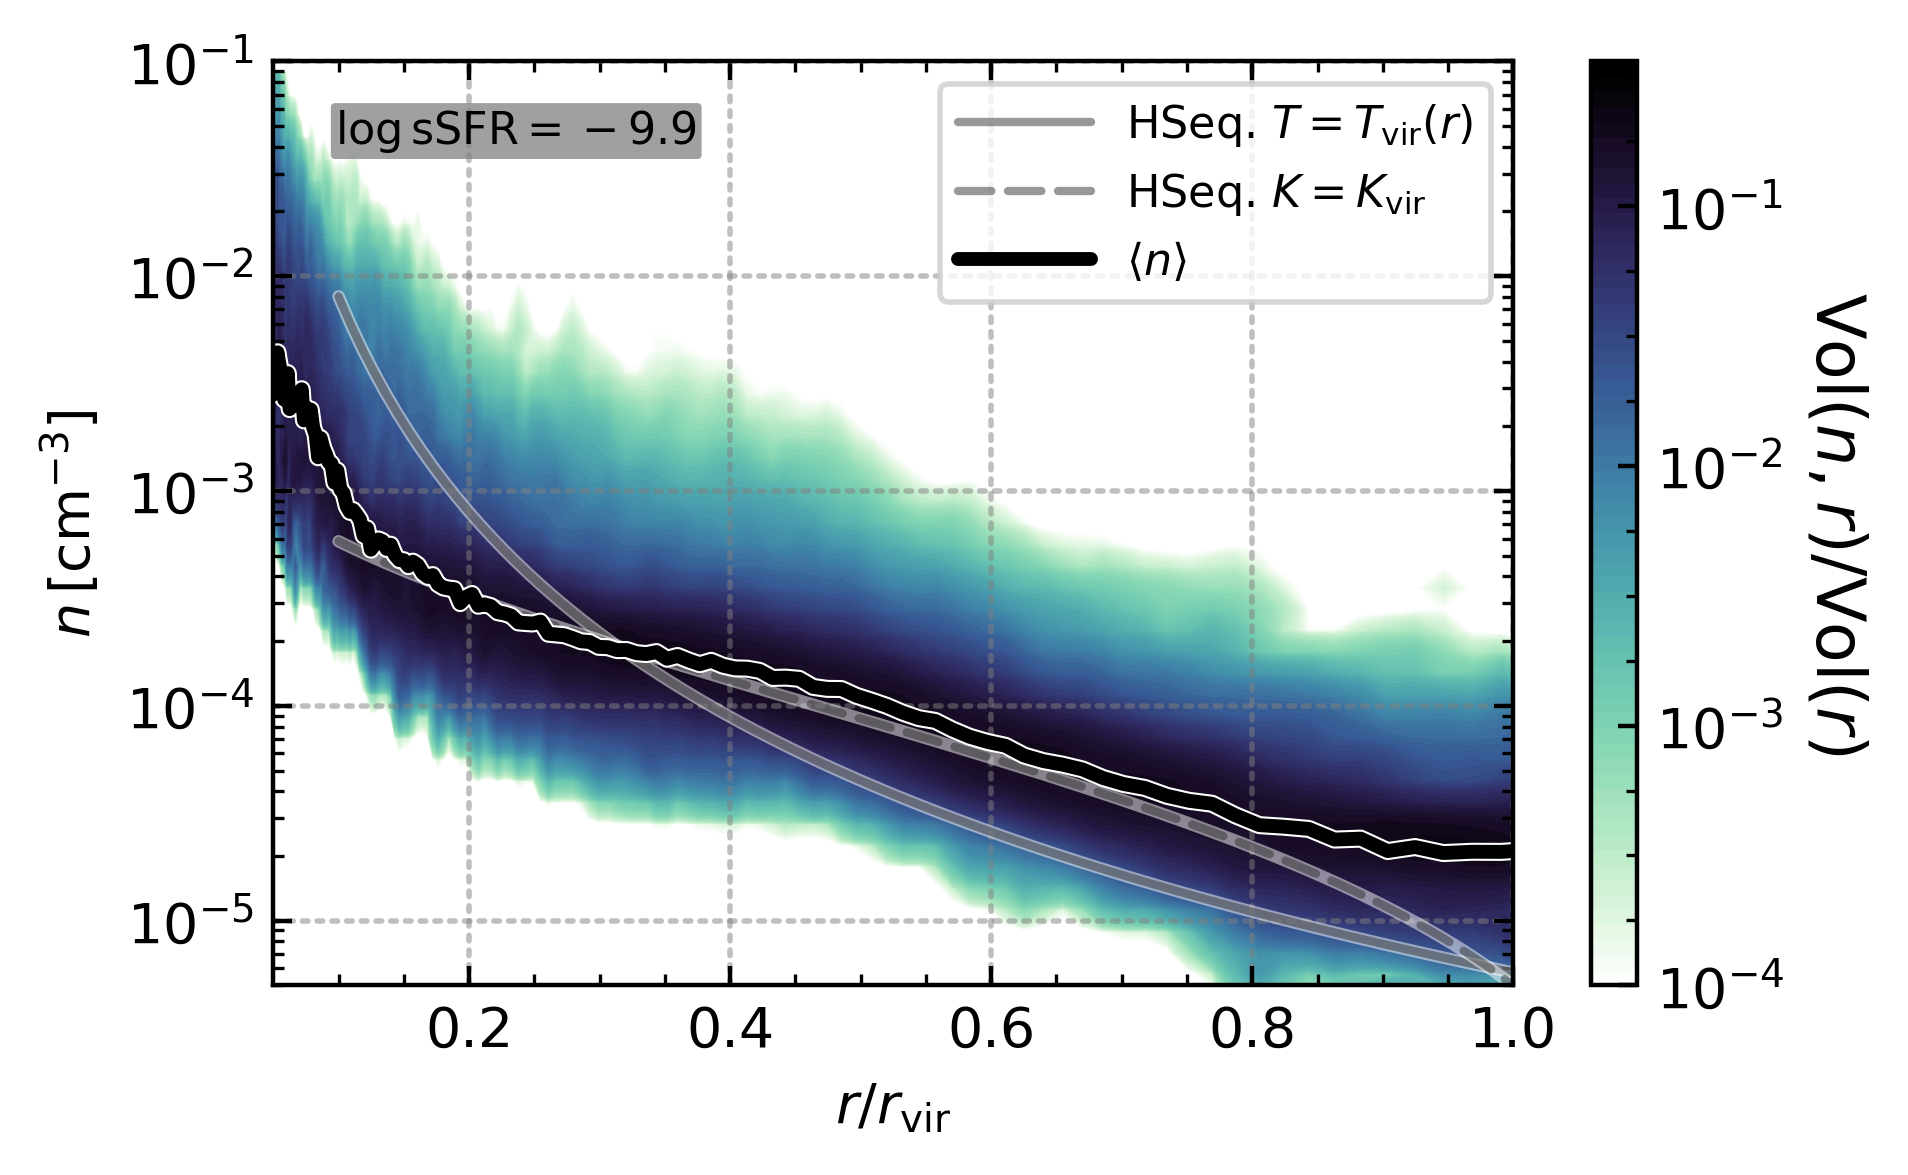 log sSFR = −9.9
HSeq. T = T_vir(r)
HSeq. K = K_vir
⟨n⟩
n [cm⁻³]
10⁻¹
10⁻²
10⁻³
10⁻⁴
10⁻⁵
0.2 0.4 0.6 0.8 1.0
r/r_vir
10⁻¹
10⁻²
10⁻³
10⁻⁴
Vol(n, r)/Vol(r)